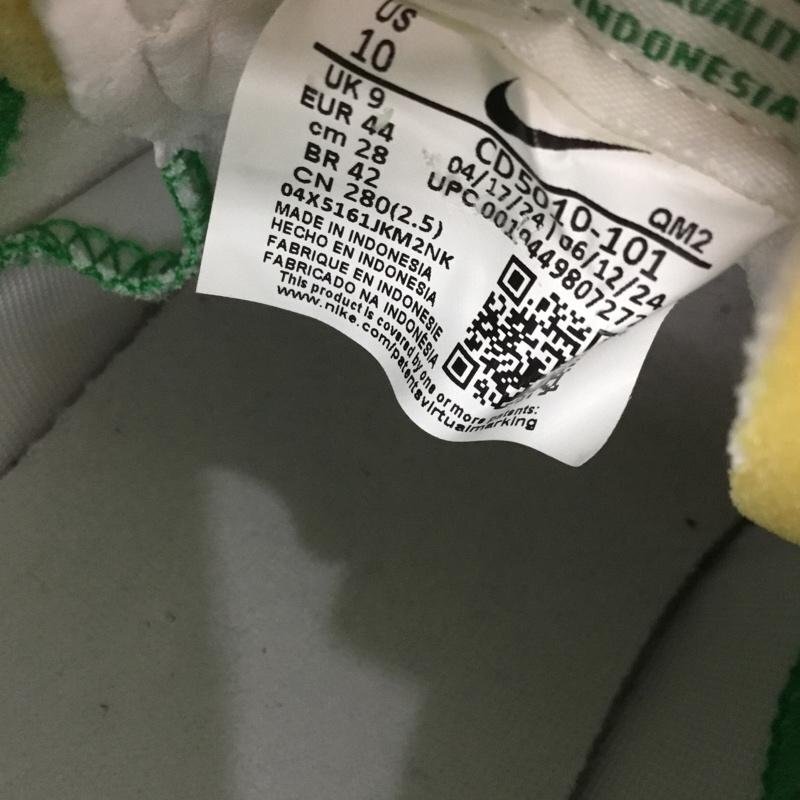 US
10
UK 9
EUR 44
cm 28
BR 42
CN 280(2.5)
04X5161JKM2NK
MADE IN INDONESIA
HECHO EN INDONESIA
FABRIQUE EN INDONESIE
FABRICADO NA INDONÉSIA
This product is covered by one or more patents:
www.nike.com/patentsvirtualmarking
CD5010-101
QM2
04/17/24 06/12/24
UPC
INDONESIA